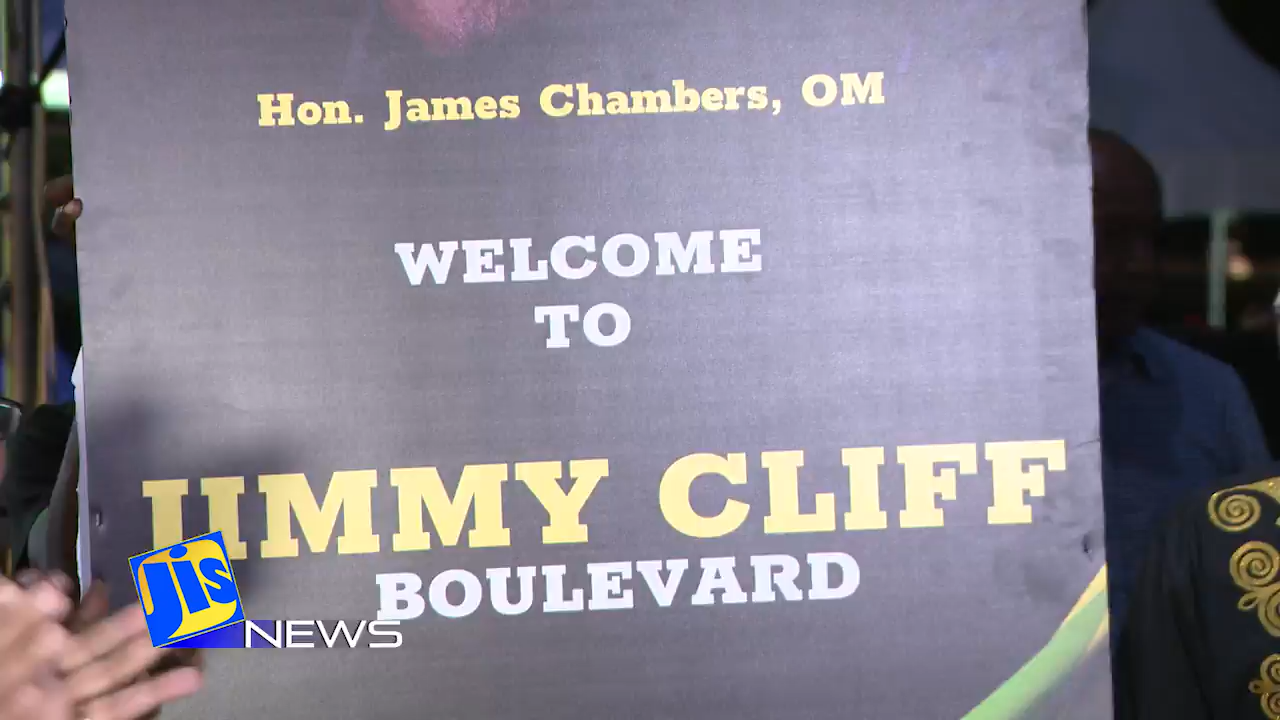 Hon. James Chambers, OM
WELCOME
TO
JIMMY CLIFF
BOULEVARD
jis
NEWS